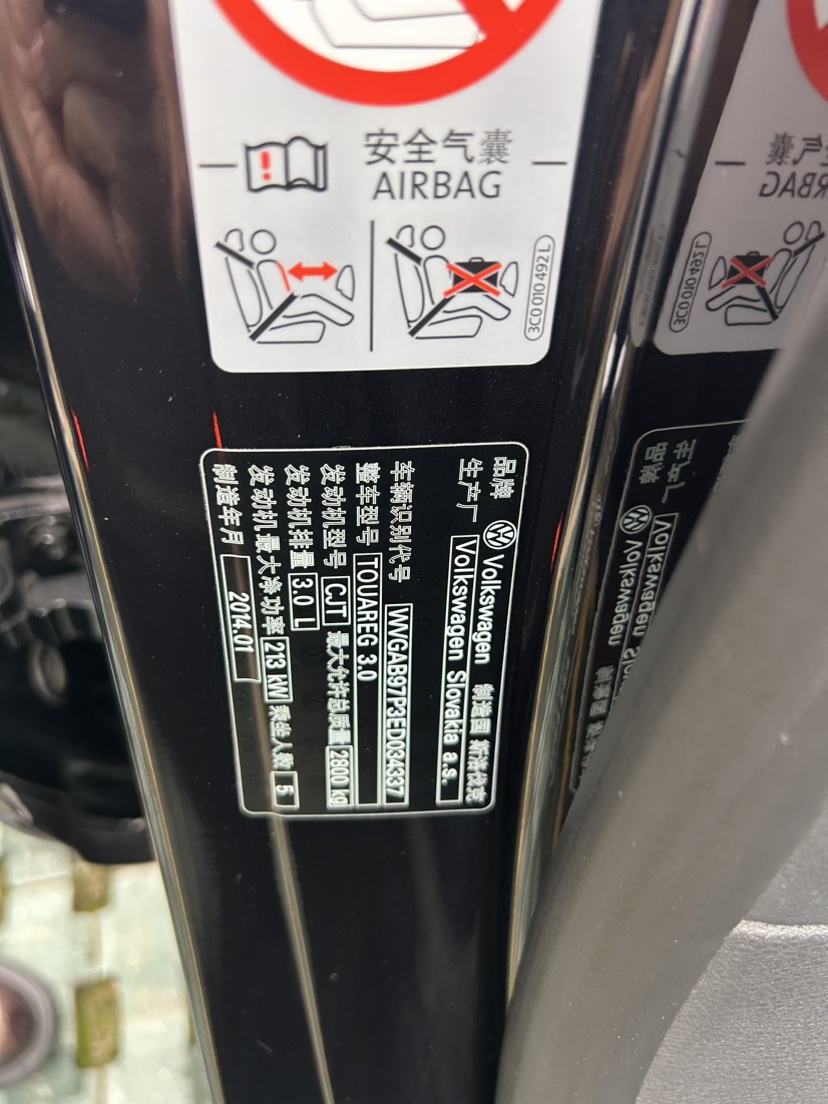 安全气囊
AIRBAG
3C0 010 492 L
品牌 Volkswagen 制造国 斯洛伐克
生产厂 Volkswagen Slovakia a.s.
车辆识别代号 WVGAB97P3ED034337
整车型号 TOUAREG 3.0
发动机型号 CJT 最大允许总质量 2800 kg
发动机排量 3.0 L
发动机最大净功率 213 kW 乘坐人数 5
制造年月 2014.01